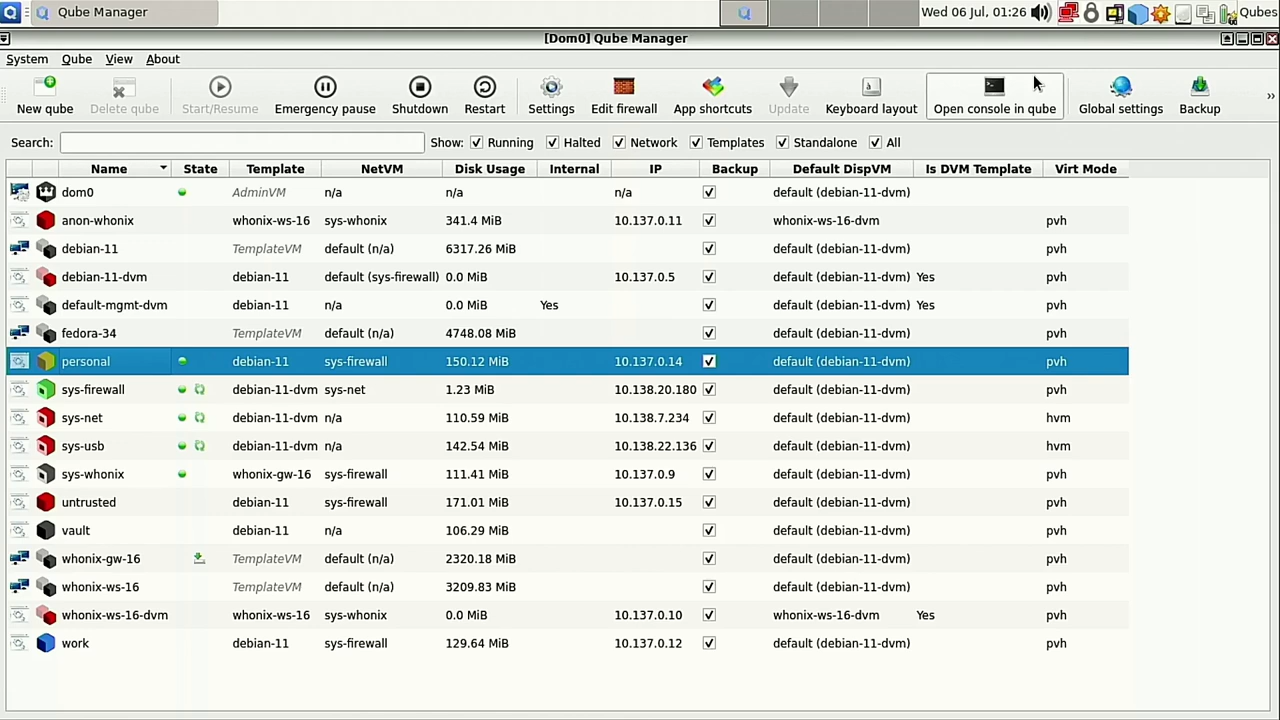 Qube Manager Wed 06 Jul, 01:26 Qubes
[Dom0] Qube Manager
System Qube View About
New qube Delete qube Start/Resume Emergency pause Shutdown Restart Settings Edit firewall App shortcuts Update Keyboard layout Open console in qube Global settings Backup »
Search: Show: Running Halted Network Templates Standalone All
Name State Template NetVM Disk Usage Internal IP Backup Default DispVM Is DVM Template Virt Mode
dom0 AdminVM n/a n/a n/a default (debian-11-dvm)
anon-whonix whonix-ws-16 sys-whonix 341.4 MiB 10.137.0.11 whonix-ws-16-dvm pvh
debian-11 TemplateVM default (n/a) 6317.26 MiB default (debian-11-dvm) pvh
debian-11-dvm debian-11 default (sys-firewall) 0.0 MiB 10.137.0.5 default (debian-11-dvm) Yes pvh
default-mgmt-dvm debian-11 n/a 0.0 MiB Yes default (debian-11-dvm) Yes pvh
fedora-34 TemplateVM default (n/a) 4748.08 MiB default (debian-11-dvm) pvh
personal debian-11 sys-firewall 150.12 MiB 10.137.0.14 default (debian-11-dvm) pvh
sys-firewall debian-11-dvm sys-net 1.23 MiB 10.138.20.180 default (debian-11-dvm) pvh
sys-net debian-11-dvm n/a 110.59 MiB 10.138.7.234 default (debian-11-dvm) hvm
sys-usb debian-11-dvm n/a 142.54 MiB 10.138.22.136 default (debian-11-dvm) hvm
sys-whonix whonix-gw-16 sys-firewall 111.41 MiB 10.137.0.9 default (debian-11-dvm) pvh
untrusted debian-11 sys-firewall 171.01 MiB 10.137.0.15 default (debian-11-dvm) pvh
vault debian-11 n/a 106.29 MiB default (debian-11-dvm) pvh
whonix-gw-16 TemplateVM default (n/a) 2320.18 MiB default (debian-11-dvm) pvh
whonix-ws-16 TemplateVM default (n/a) 3209.83 MiB default (debian-11-dvm) pvh
whonix-ws-16-dvm whonix-ws-16 sys-whonix 0.0 MiB 10.137.0.10 whonix-ws-16-dvm Yes pvh
work debian-11 sys-firewall 129.64 MiB 10.137.0.12 default (debian-11-dvm) pvh